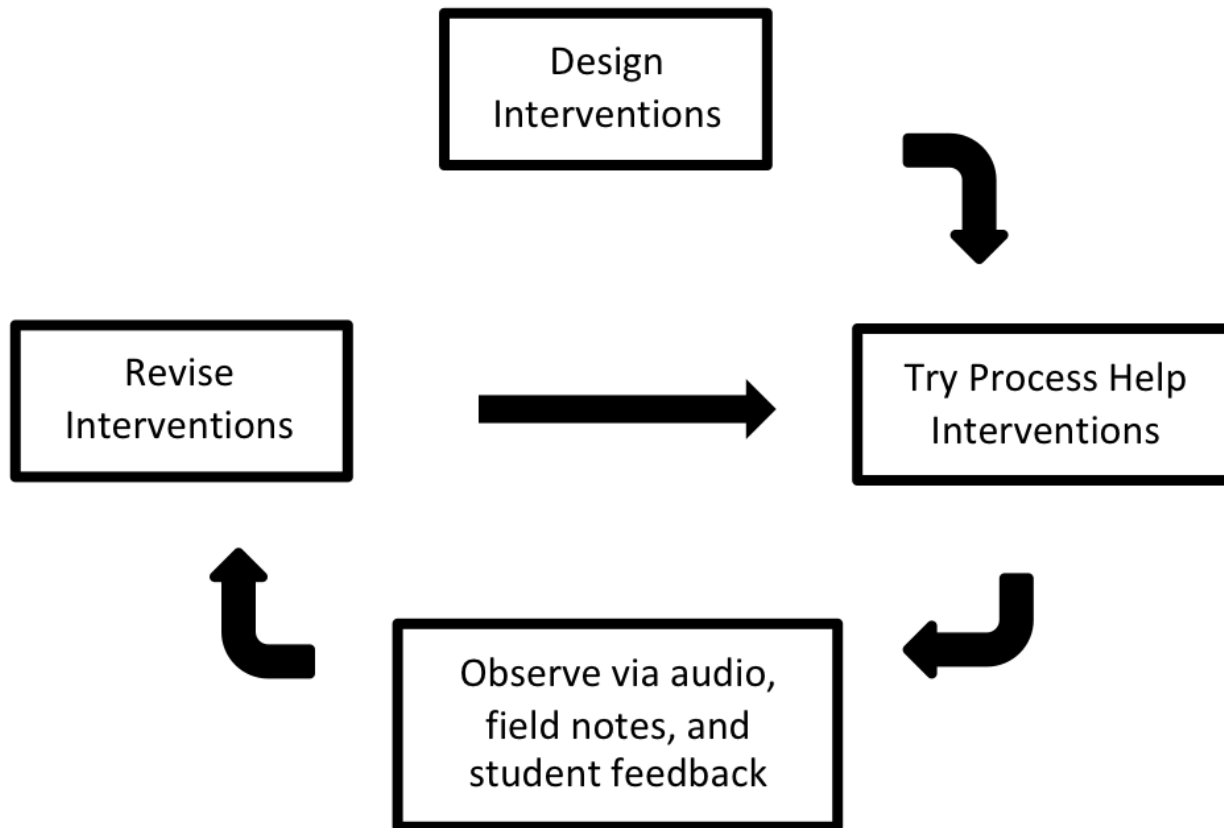 Design
Interventions
Revise
Interventions
Try Process Help
Interventions
Observe via audio,
field notes, and
student feedback